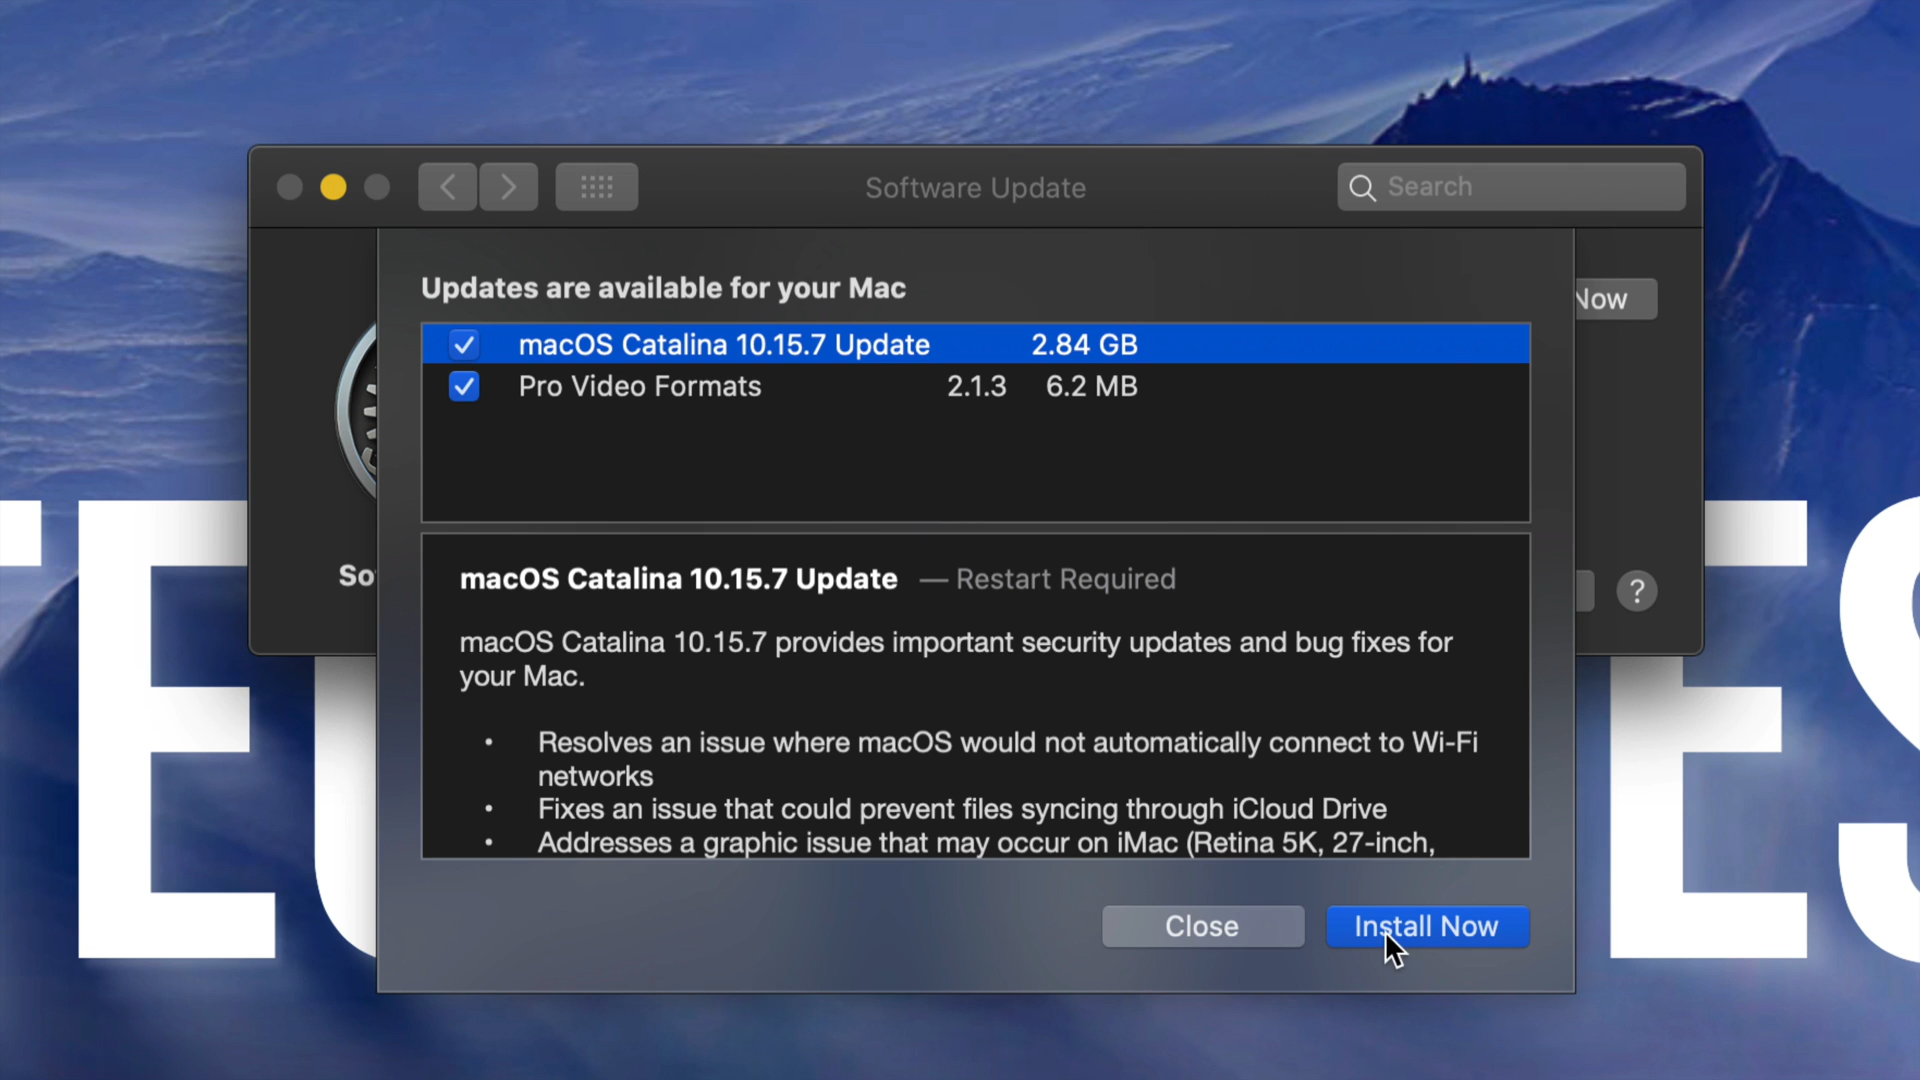 Software Update
Search
Updates are available for your Mac
Now
macOS Catalina 10.15.7 Update 2.84 GB
Pro Video Formats 2.1.3 6.2 MB
So
macOS Catalina 10.15.7 Update — Restart Required
?
macOS Catalina 10.15.7 provides important security updates and bug fixes for
your Mac.
• Resolves an issue where macOS would not automatically connect to Wi-Fi
networks
• Fixes an issue that could prevent files syncing through iCloud Drive
• Addresses a graphic issue that may occur on iMac (Retina 5K, 27-inch,
Close Install Now